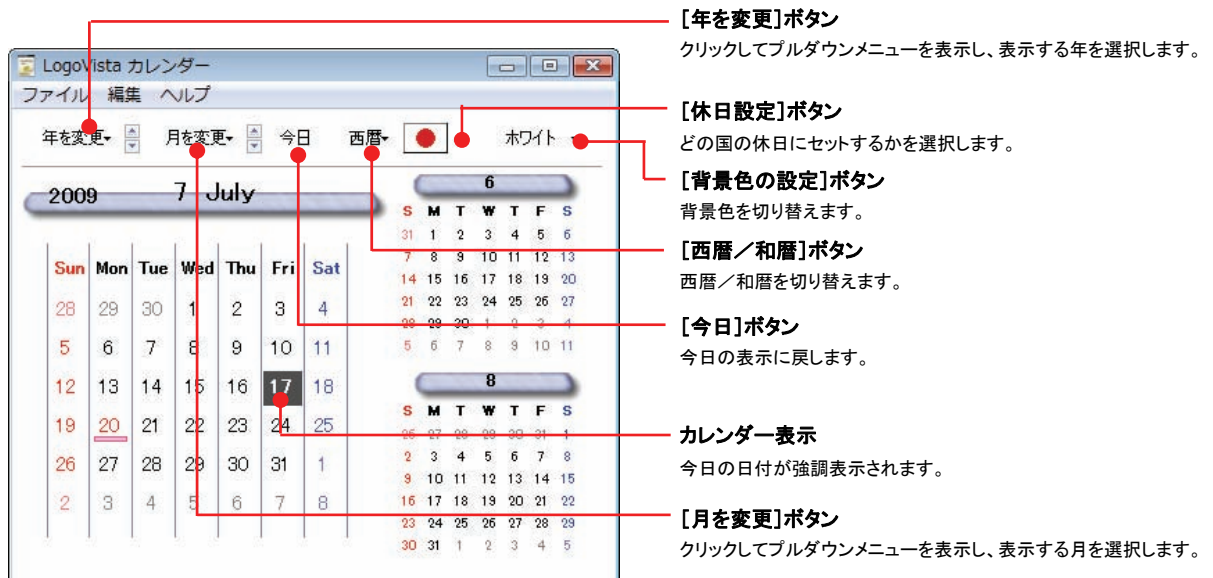 LogoVista カレンダー
ファイル 編集 ヘルプ
年を変更 月を変更 今日 西暦 ホワイト
2009 7 July
Sun Mon Tue Wed Thu Fri Sat
28 29 30 1 2 3 4
5 6 7 8 9 10 11
12 13 14 15 16 17 18
19 20 21 22 23 24 25
26 27 28 29 30 31 1
2 3 4 5 6 7 8
6
S M T W T F S
31 1 2 3 4 5 6
7 8 9 10 11 12 13
14 15 16 17 18 19 20
21 22 23 24 25 26 27
28 29 30 1 2 3 4
5 6 7 8 9 10 11
8
S M T W T F S
26 27 28 29 30 31 1
2 3 4 5 6 7 8
9 10 11 12 13 14 15
16 17 18 19 20 21 22
23 24 25 26 27 28 29
30 31 1 2 3 4 5
[年を変更]ボタン
クリックしてプルダウンメニューを表示し、表示する年を選択します。
[休日設定]ボタン
どの国の休日にセットするかを選択します。
[背景色の設定]ボタン
背景色を切り替えます。
[西暦／和暦]ボタン
西暦／和暦を切り替えます。
[今日]ボタン
今日の表示に戻します。
カレンダー表示
今日の日付が強調表示されます。
[月を変更]ボタン
クリックしてプルダウンメニューを表示し、表示する月を選択します。